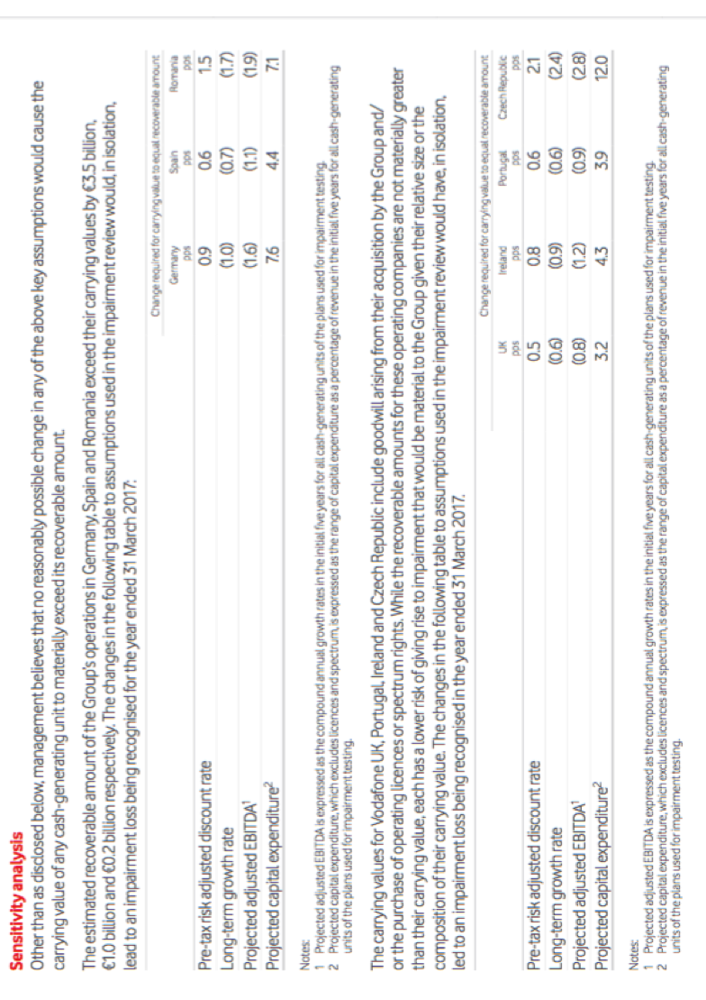 Sensitivity analysis
Other than as disclosed below, management believes that no reasonably possible change in any of the above key assumptions would cause the
carrying value of any cash-generating unit to materially exceed its recoverable amount.
The estimated recoverable amount of the Group's operations in Germany, Spain and Romania exceed their carrying values by €3.5 billion,
€1.0 billion and €0.2 billion respectively. The changes in the following table to assumptions used in the impairment review would, in isolation,
lead to an impairment loss being recognised for the year ended 31 March 2017:
Change required for carrying value to equal recoverable amount
Germany Spain Romania
pps pps pps
Pre-tax risk adjusted discount rate 0.9 0.6 1.5
Long-term growth rate (1.0) (0.7) (1.7)
Projected adjusted EBITDA¹ (1.6) (1.1) (1.9)
Projected capital expenditure² 7.6 4.4 7.1
Notes:
1 Projected adjusted EBITDA is expressed as the compound annual growth rates in the initial five years for all cash-generating units of the plans used for impairment testing.
2 Projected capital expenditure, which excludes licences and spectrum, is expressed as the range of capital expenditure as a percentage of revenue in the initial five years for all cash-generating
units of the plans used for impairment testing.
The carrying values for Vodafone UK, Portugal, Ireland and Czech Republic include goodwill arising from their acquisition by the Group and/
or the purchase of operating licences or spectrum rights. While the recoverable amounts for these operating companies are not materially greater
than their carrying value, each has a lower risk of giving rise to impairment that would be material to the Group given their relative size or the
composition of their carrying value. The changes in the following table to assumptions used in the impairment review would have, in isolation,
led to an impairment loss being recognised in the year ended 31 March 2017.
Change required for carrying value to equal recoverable amount
UK Ireland Portugal Czech Republic
pps pps pps pps
Pre-tax risk adjusted discount rate 0.5 0.8 0.6 2.1
Long-term growth rate (0.6) (0.9) (0.6) (2.4)
Projected adjusted EBITDA¹ (0.8) (1.2) (0.9) (2.8)
Projected capital expenditure² 3.2 4.3 3.9 12.0
Notes:
1 Projected adjusted EBITDA is expressed as the compound annual growth rates in the initial five years for all cash-generating units of the plans used for impairment testing.
2 Projected capital expenditure, which excludes licences and spectrum, is expressed as the range of capital expenditure as a percentage of revenue in the initial five years for all cash-generating
units of the plans used for impairment testing.